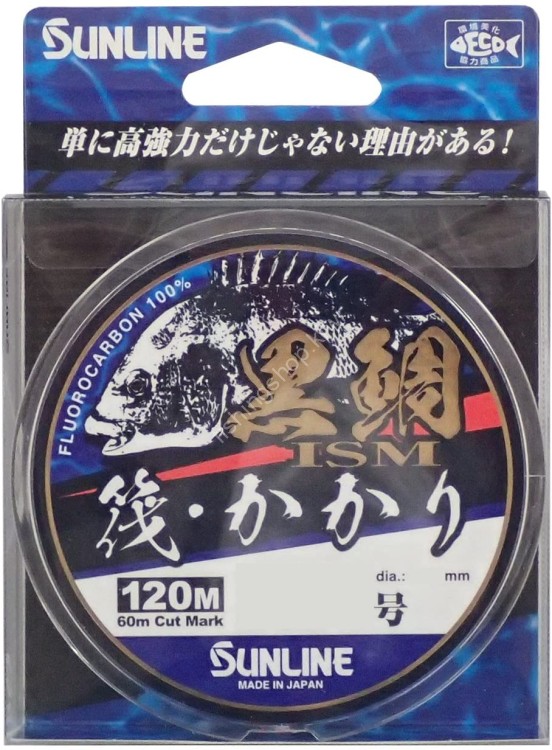 SUNLINE
環境美化
DECO
協力商品
単に高強力だけじゃない理由がある!
FLUOROCARBON 100%
黒鯛
ISM
筏・かかり
120M
60m Cut Mark
dia.: mm
号
SUNLINE
MADE IN JAPAN